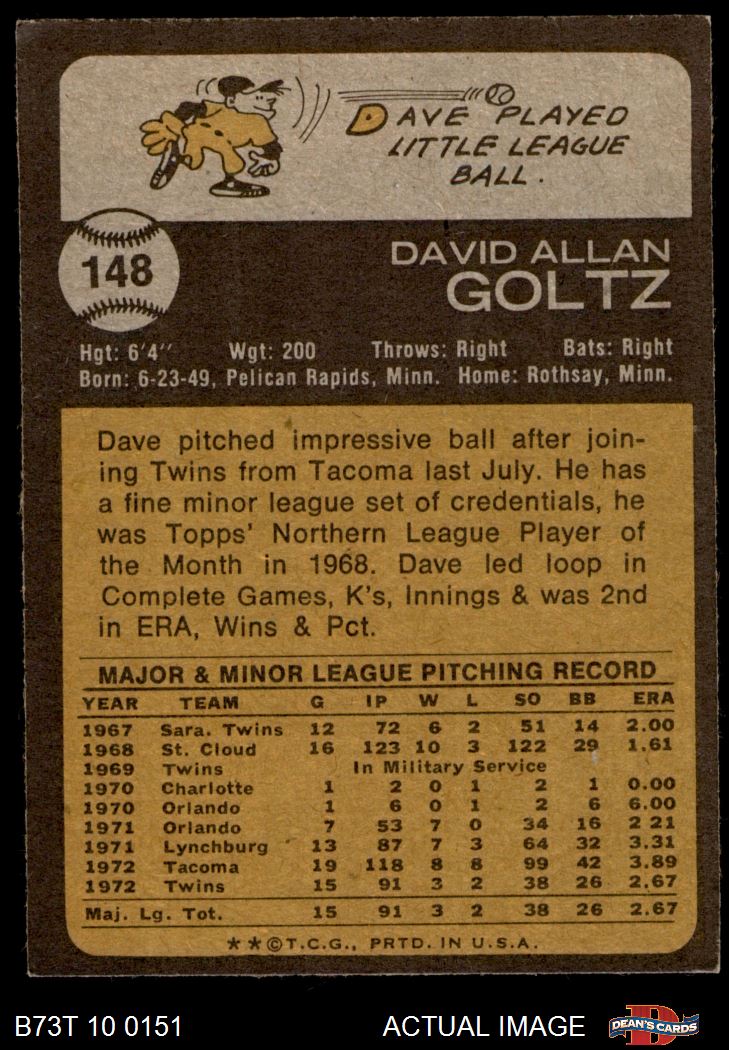 DAVE PLAYED
LITTLE LEAGUE
BALL.
148
DAVID ALLAN
GOLTZ
Hgt: 6'4" Wgt: 200 Throws: Right Bats: Right
Born: 6-23-49, Pelican Rapids, Minn. Home: Rothsay, Minn.
Dave pitched impressive ball after join-
ing Twins from Tacoma last July. He has
a fine minor league set of credentials, he
was Topps' Northern League Player of
the Month in 1968. Dave led loop in
Complete Games, K's, Innings & was 2nd
in ERA, Wins & Pct.
MAJOR & MINOR LEAGUE PITCHING RECORD
YEAR TEAM G IP W L SO BB ERA
1967 Sara. Twins 12 72 6 2 51 14 2.00
1968 St. Cloud 16 123 10 3 122 29 1.61
1969 Twins In Military Service
1970 Charlotte 1 2 0 1 2 1 0.00
1970 Orlando 1 6 0 1 2 6 6.00
1971 Orlando 7 53 7 0 34 16 2 21
1971 Lynchburg 13 87 7 3 64 32 3.31
1972 Tacoma 19 118 8 8 99 42 3.89
1972 Twins 15 91 3 2 38 26 2.67
Maj. Lg. Tot. 15 91 3 2 38 26 2.67
★★©T.C.G., PRTD. IN U.S.A.
B73T 10 0151 ACTUAL IMAGE
D
DEAN'S CARDS